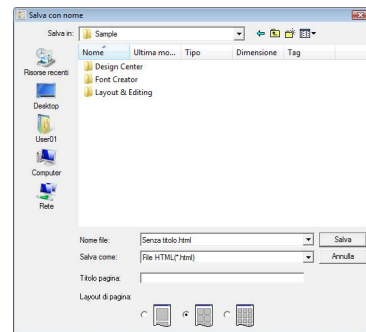 Salva con nome
Salva in: Sample
Nome Ultima mo... Tipo Dimensione Tag
Design Center
Font Creator
Layout & Editing
Risorse recenti
Desktop
User01
Computer
Rete
Nome file: Senza titolo.html Salva
Salva come: File HTML(*.html) Annulla
Titolo pagina:
Layout di pagina: